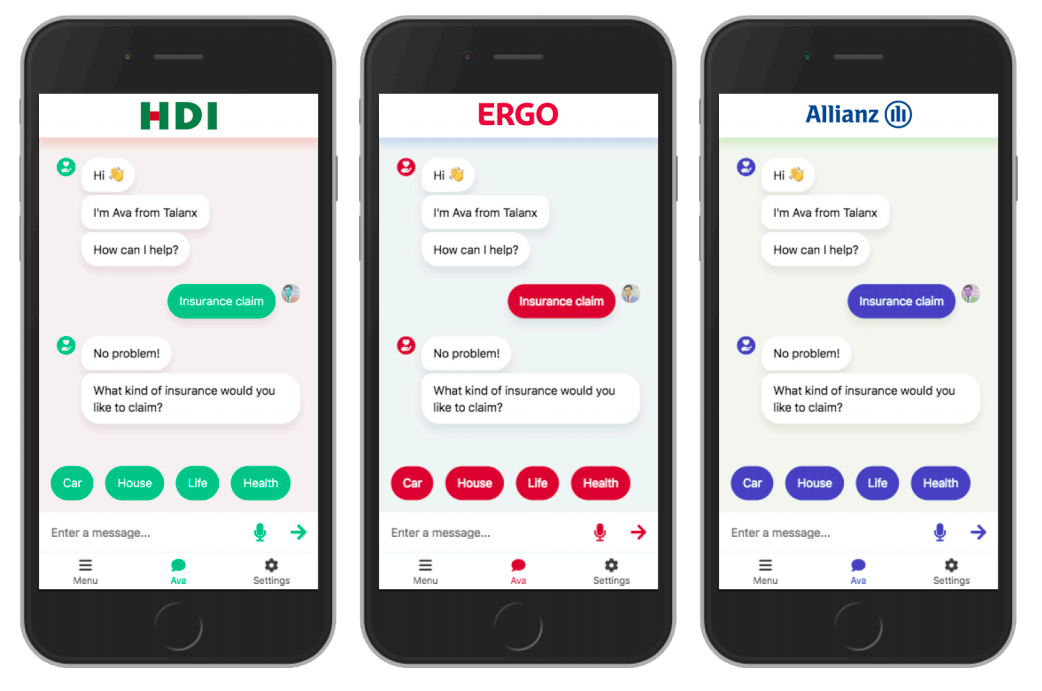 HDI
Hi 👋
I'm Ava from Talanx
How can I help?
Insurance claim
No problem!
What kind of insurance would you
like to claim?
Car House Life Health
Enter a message...
Menu Ava Settings
ERGO
Hi 👋
I'm Ava from Talanx
How can I help?
Insurance claim
No problem!
What kind of insurance would you
like to claim?
Car House Life Health
Enter a message...
Menu Ava Settings
Allianz
Hi 👋
I'm Ava from Talanx
How can I help?
Insurance claim
No problem!
What kind of insurance would you
like to claim?
Car House Life Health
Enter a message...
Menu Ava Settings